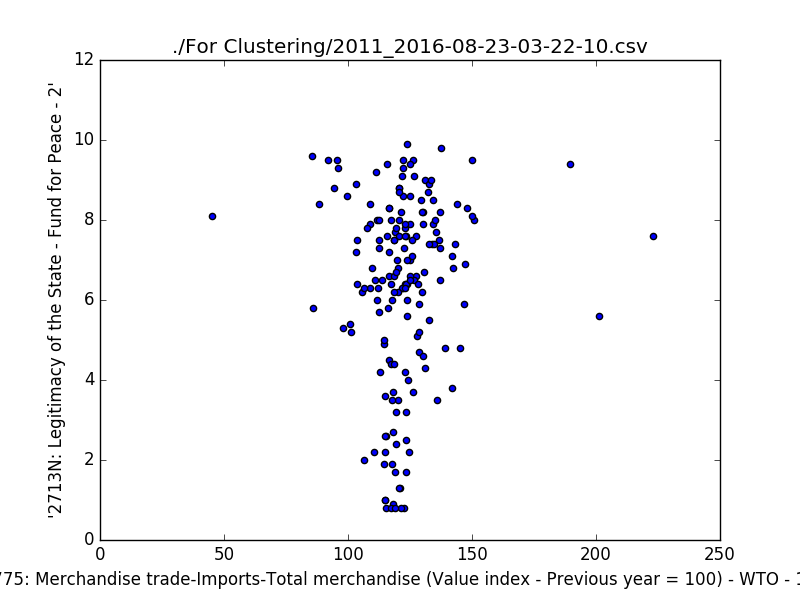 ./For Clustering/2011_2016-08-23-03-22-10.csv
'2713N: Legitimacy of the State - Fund for Peace - 2'
12
10
8
6
4
2
0
0 50 100 150 200 250
75: Merchandise trade-Imports-Total merchandise (Value index - Previous year = 100) - WTO -